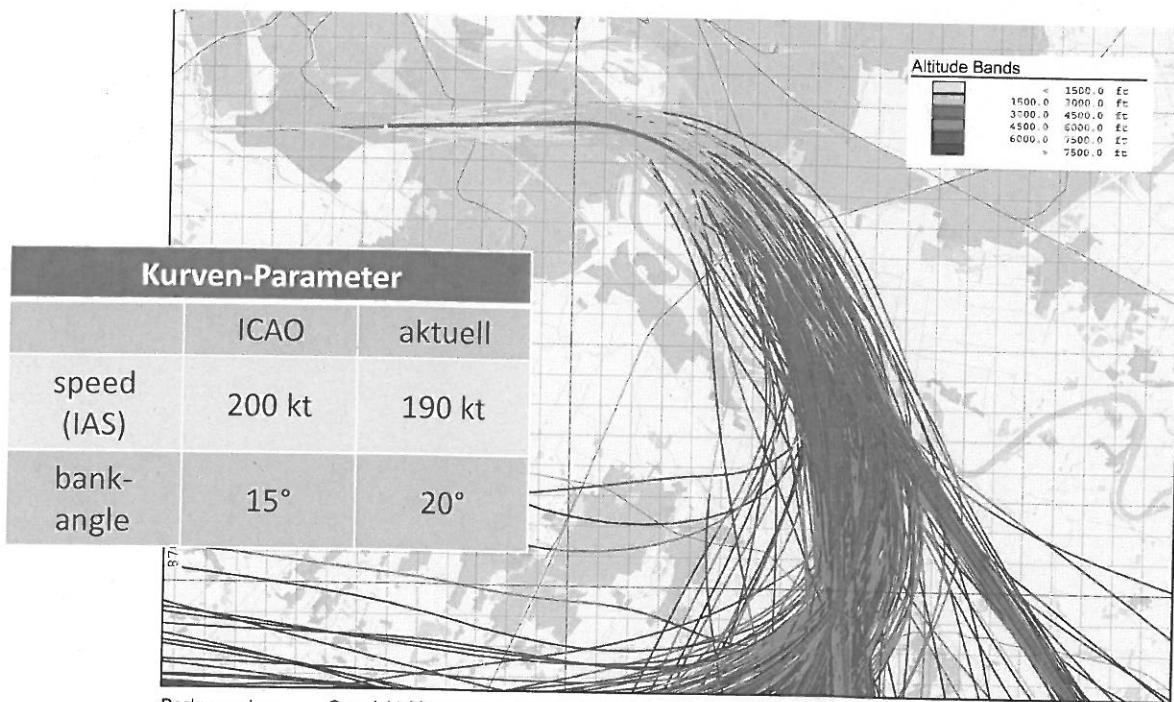 Altitude Bands
< 1500.0 ft
1500.0 3000.0 ft
3000.0 4500.0 ft
4500.0 6000.0 ft
6000.0 7500.0 ft
> 7500.0 ft
Kurven-Parameter
ICAO aktuell
speed (IAS) 200 kt 190 kt
bank-angle 15° 20°